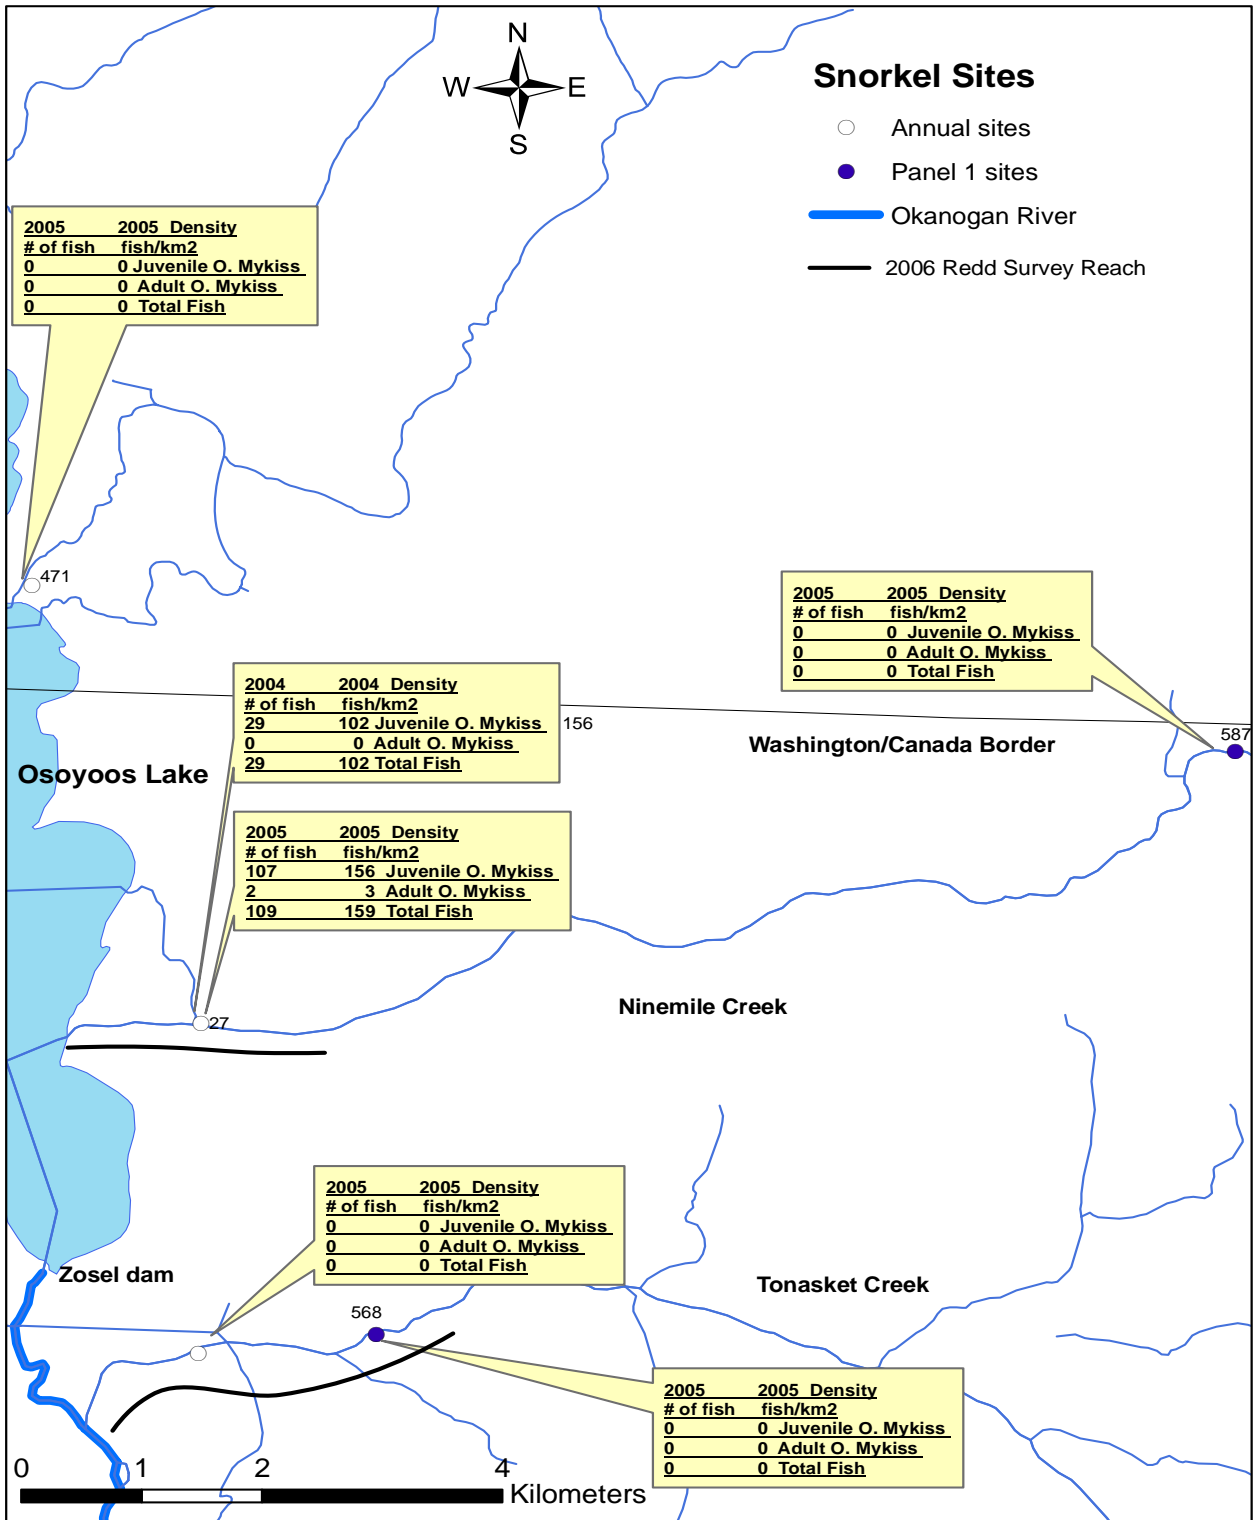 N
W E
S
Snorkel Sites
Annual sites
Panel 1 sites
Okanogan River
2006 Redd Survey Reach
2005 2005 Density
# of fish fish/km2
0 0 Juvenile O. Mykiss
0 0 Adult O. Mykiss
0 0 Total Fish
471
2005 2005 Density
# of fish fish/km2
0 0 Juvenile O. Mykiss
0 0 Adult O. Mykiss
0 0 Total Fish
587
2004 2004 Density
# of fish fish/km2
29 102 Juvenile O. Mykiss
0 0 Adult O. Mykiss
29 102 Total Fish
156
Washington/Canada Border
Osoyoos Lake
2005 2005 Density
# of fish fish/km2
107 156 Juvenile O. Mykiss
2 3 Adult O. Mykiss
109 159 Total Fish
27
Ninemile Creek
2005 2005 Density
# of fish fish/km2
0 0 Juvenile O. Mykiss
0 0 Adult O. Mykiss
0 0 Total Fish
Zosel dam
Tonasket Creek
568
2005 2005 Density
# of fish fish/km2
0 0 Juvenile O. Mykiss
0 0 Adult O. Mykiss
0 0 Total Fish
0 1 2 4
Kilometers